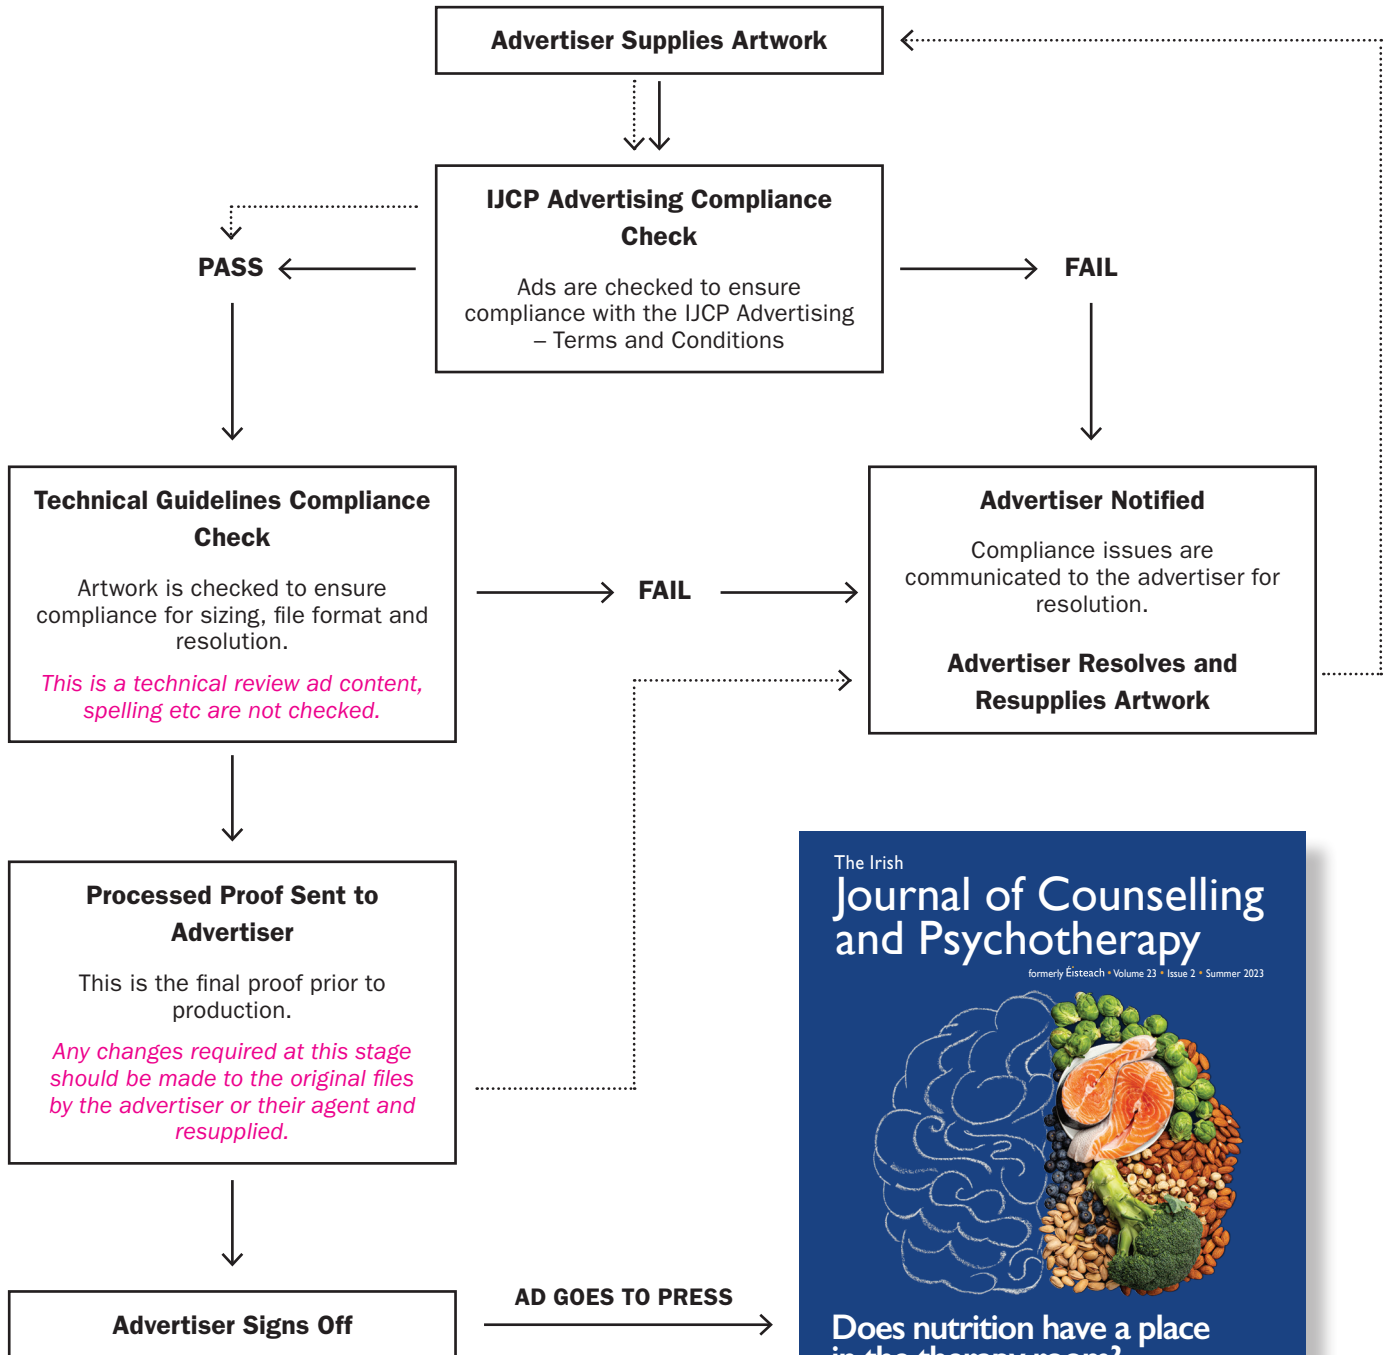 Advertiser Supplies Artwork
IJCP Advertising Compliance
Check
Ads are checked to ensure
compliance with the IJCP Advertising
– Terms and Conditions
PASS
FAIL
Technical Guidelines Compliance
Check
Artwork is checked to ensure
compliance for sizing, file format and
resolution.
This is a technical review ad content,
spelling etc are not checked.
FAIL
Advertiser Notified
Compliance issues are
communicated to the advertiser for
resolution.
Advertiser Resolves and
Resupplies Artwork
Processed Proof Sent to
Advertiser
This is the final proof prior to
production.
Any changes required at this stage
should be made to the original files
by the advertiser or their agent and
resupplied.
Advertiser Signs Off
AD GOES TO PRESS
The Irish
Journal of Counselling
and Psychotherapy
formerly Éisteach • Volume 23 • Issue 2 • Summer 2023
Does nutrition have a place
in the therapy room?